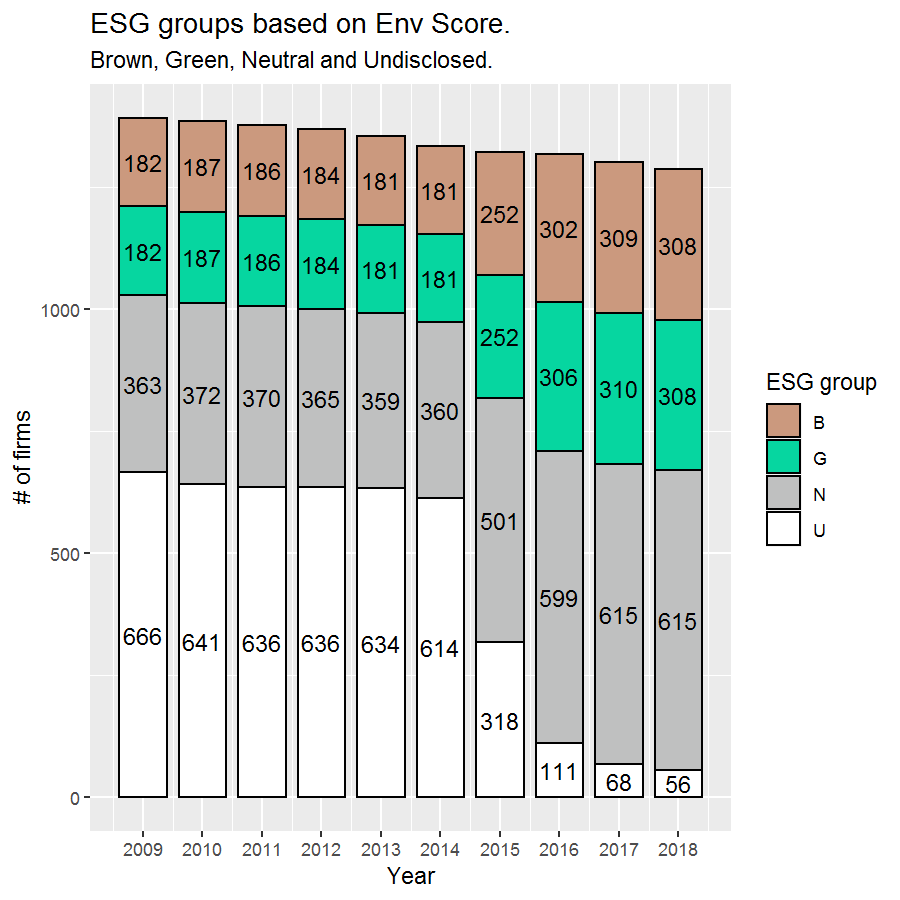 ESG groups based on Env Score.
Brown, Green, Neutral and Undisclosed.
182 187 186 184 181 181 252 302 309 308
182 187 186 184 181 181 252 306 310 308
363 372 370 365 359 360 501 599 615 615
666 641 636 636 634 614 318 111 68 56
1000
500
0
# of firms
2009 2010 2011 2012 2013 2014 2015 2016 2017 2018
Year
ESG group
B
G
N
U